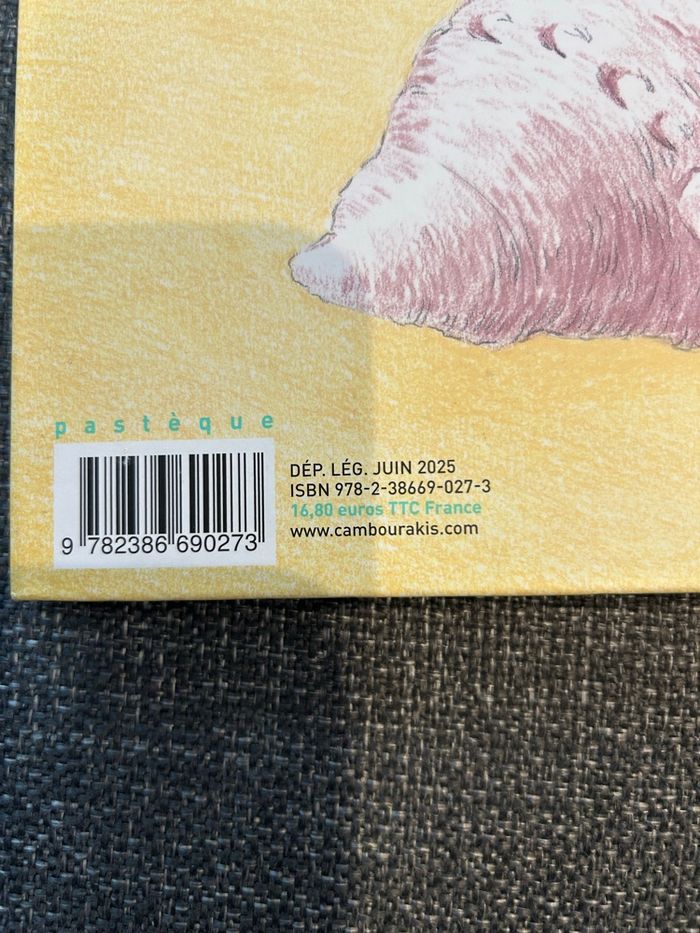 pastèque
DÉP. LÉG. JUIN 2025
ISBN 978-2-38669-027-3
16,80 euros TTC France
www.cambourakis.com
9 782386 690273